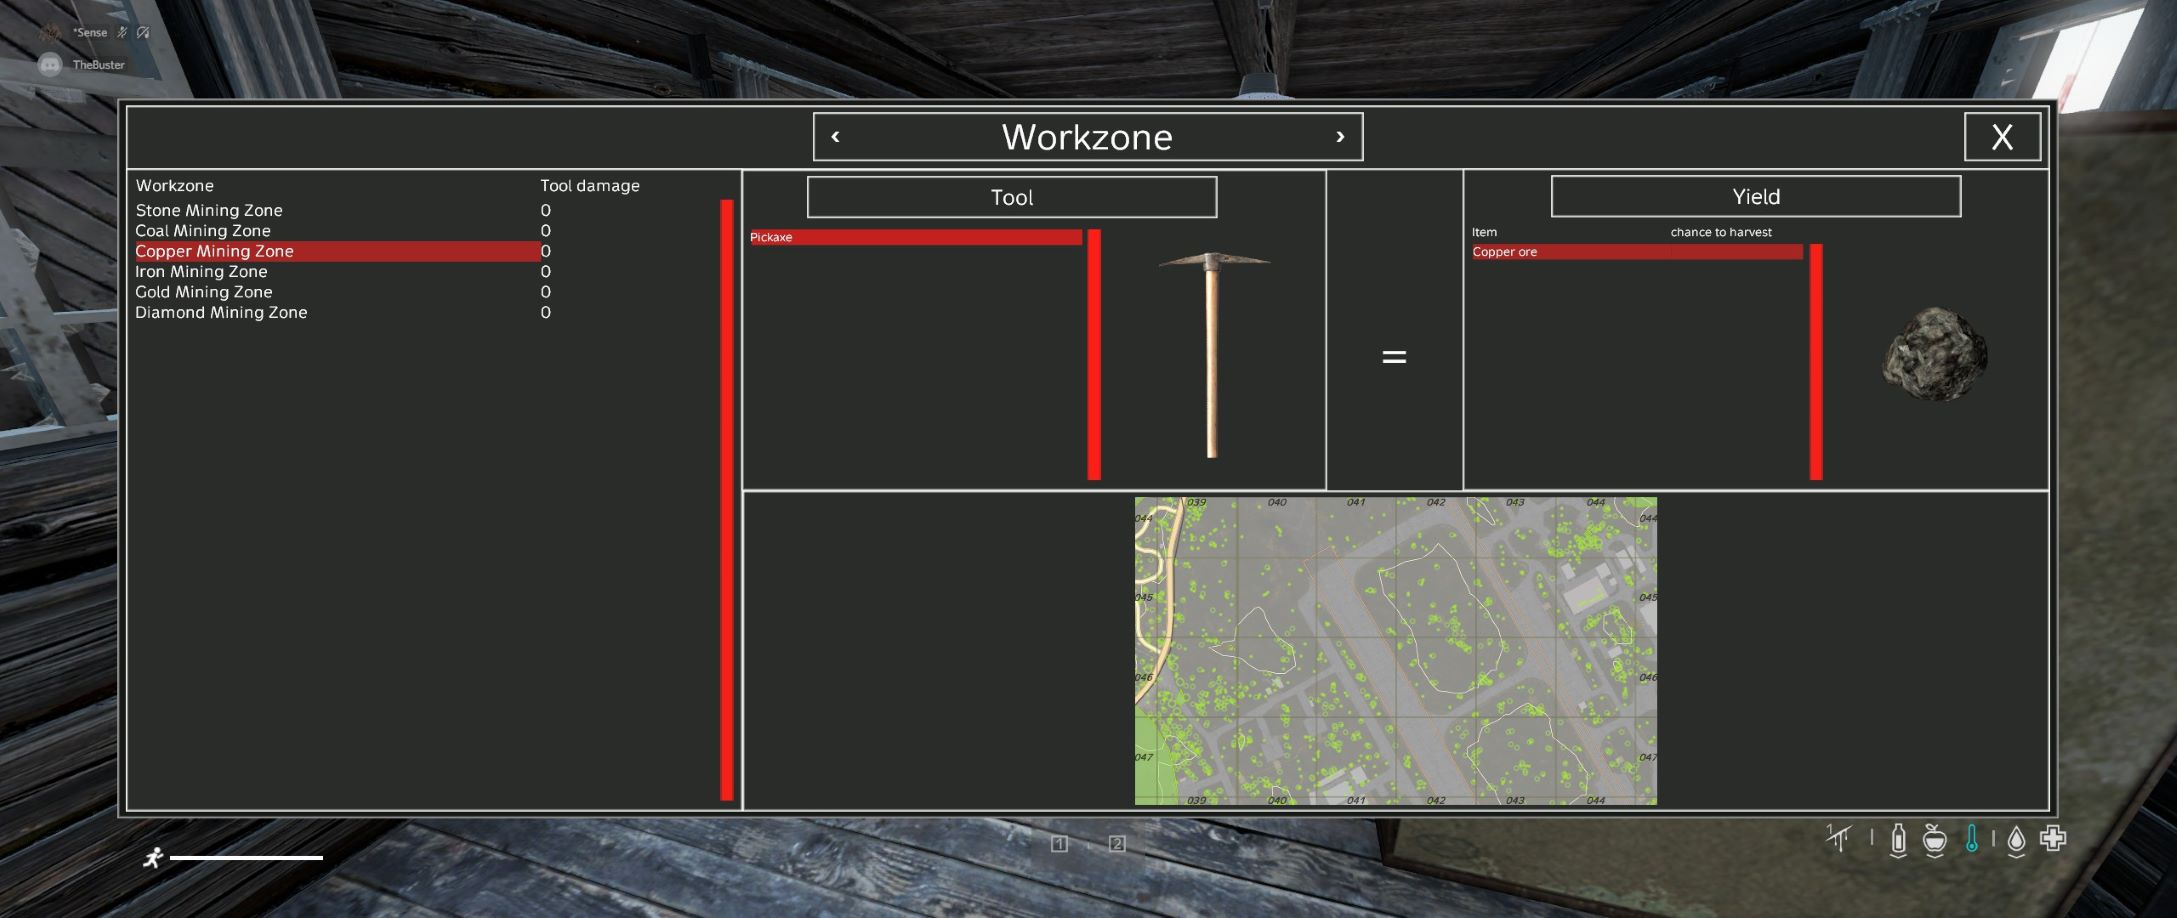 *Sense
TheBuster
‹ Workzone ›
X
Workzone Tool damage
Stone Mining Zone 0
Coal Mining Zone 0
Copper Mining Zone 0
Iron Mining Zone 0
Gold Mining Zone 0
Diamond Mining Zone 0
Tool
Pickaxe
=
Yield
Item chance to harvest
Copper ore
039 040 041 042 043 044
044 044
045 045
046 046
047 047
039 040 041 042 043 044
1 2